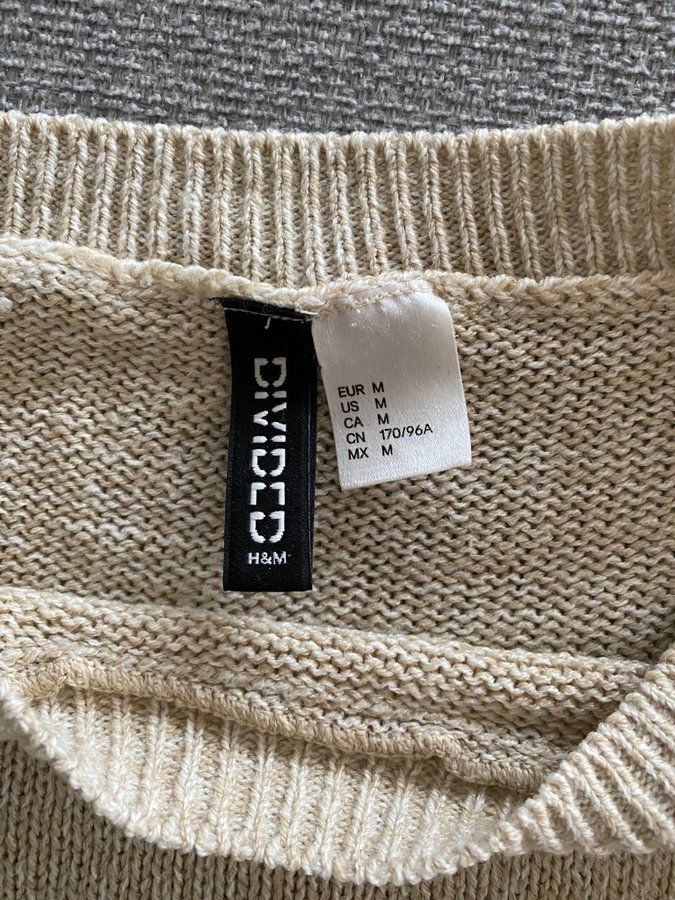 DIVIDED
H&M
EUR M
US M
CA M
CN 170/96A
MX M